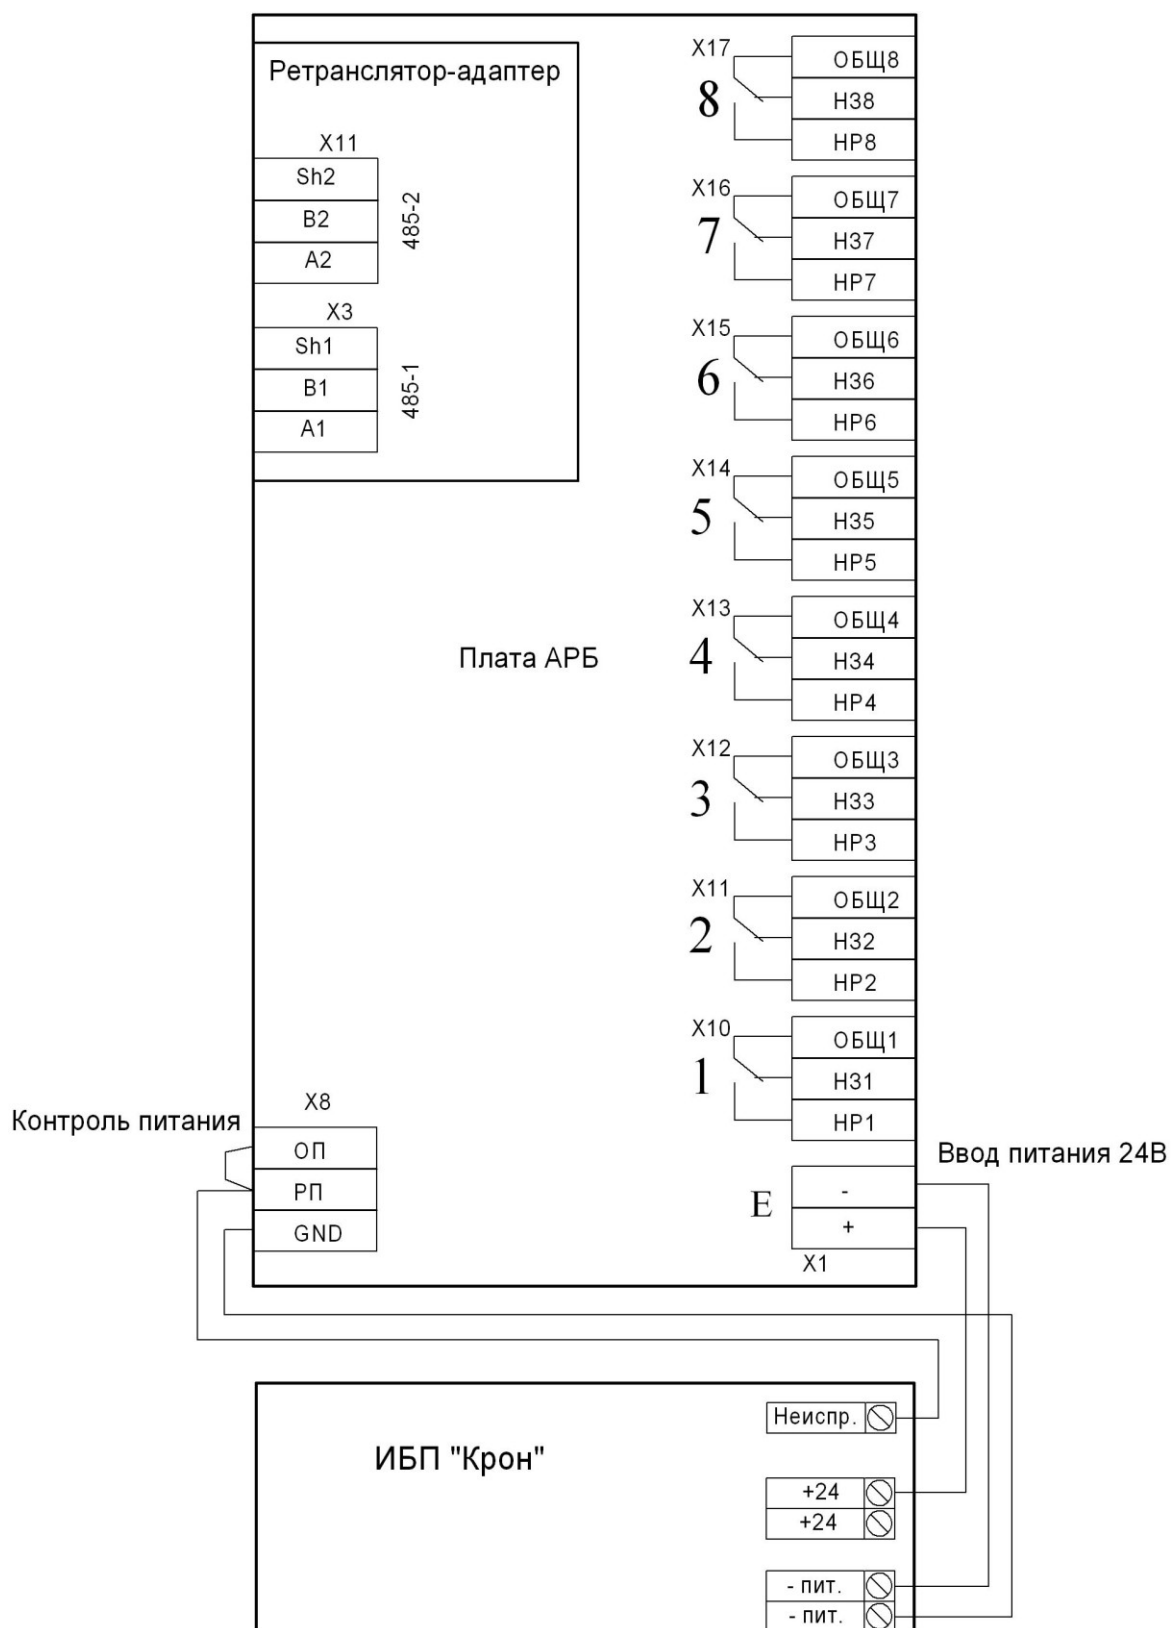 Ретранслятор-адаптер
X11
Sh2
B2
A2
485-2
X3
Sh1
B1
A1
485-1
Плата АРБ
X17
8
ОБЩ8
НЗ8
НР8
X16
7
ОБЩ7
НЗ7
НР7
X15
6
ОБЩ6
НЗ6
НР6
X14
5
ОБЩ5
НЗ5
НР5
X13
4
ОБЩ4
НЗ4
НР4
X12
3
ОБЩ3
НЗ3
НР3
X11
2
ОБЩ2
НЗ2
НР2
X10
1
ОБЩ1
НЗ1
НР1
Контроль питания
X8
ОП
РП
GND
Ввод питания 24В
E
-
+
X1
ИБП "Крон"
Неиспр.
+24
+24
- пит.
- пит.